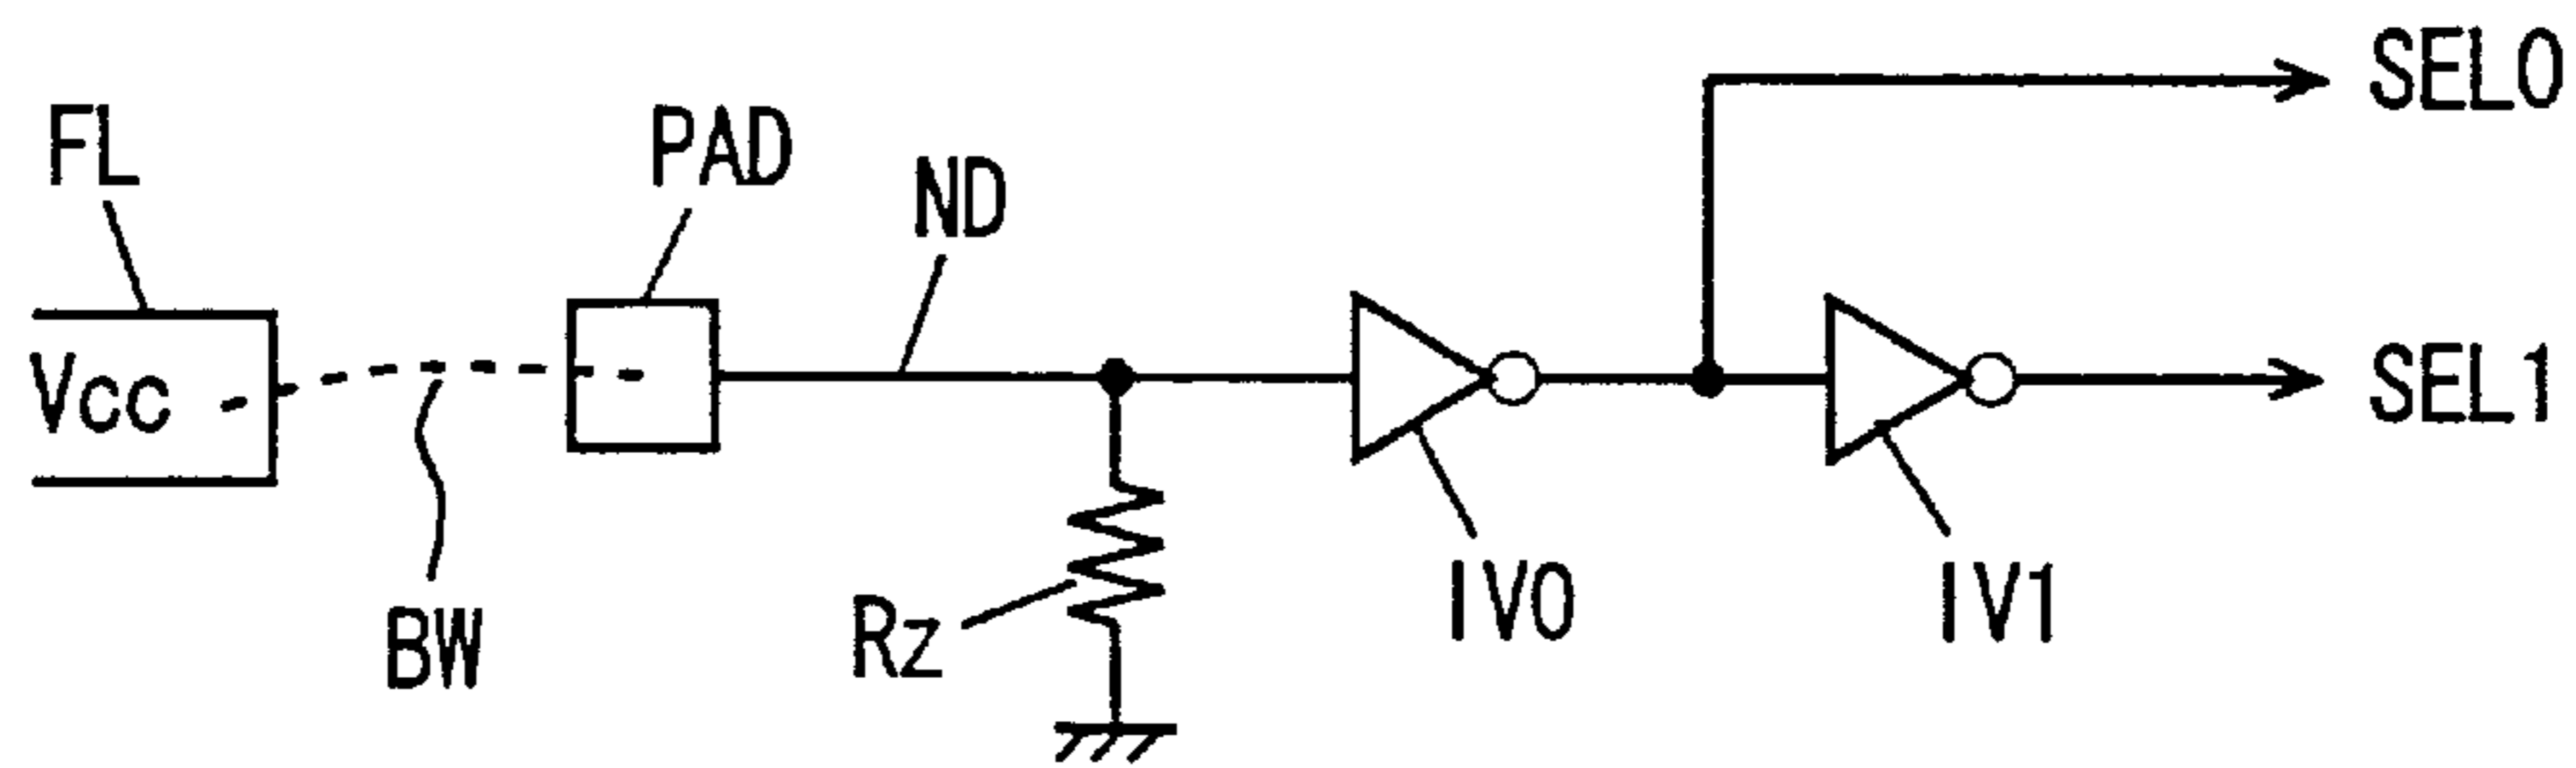 SEL0
FL
PAD
ND
Vcc
SEL1
BW
Rz
IV0
IV1